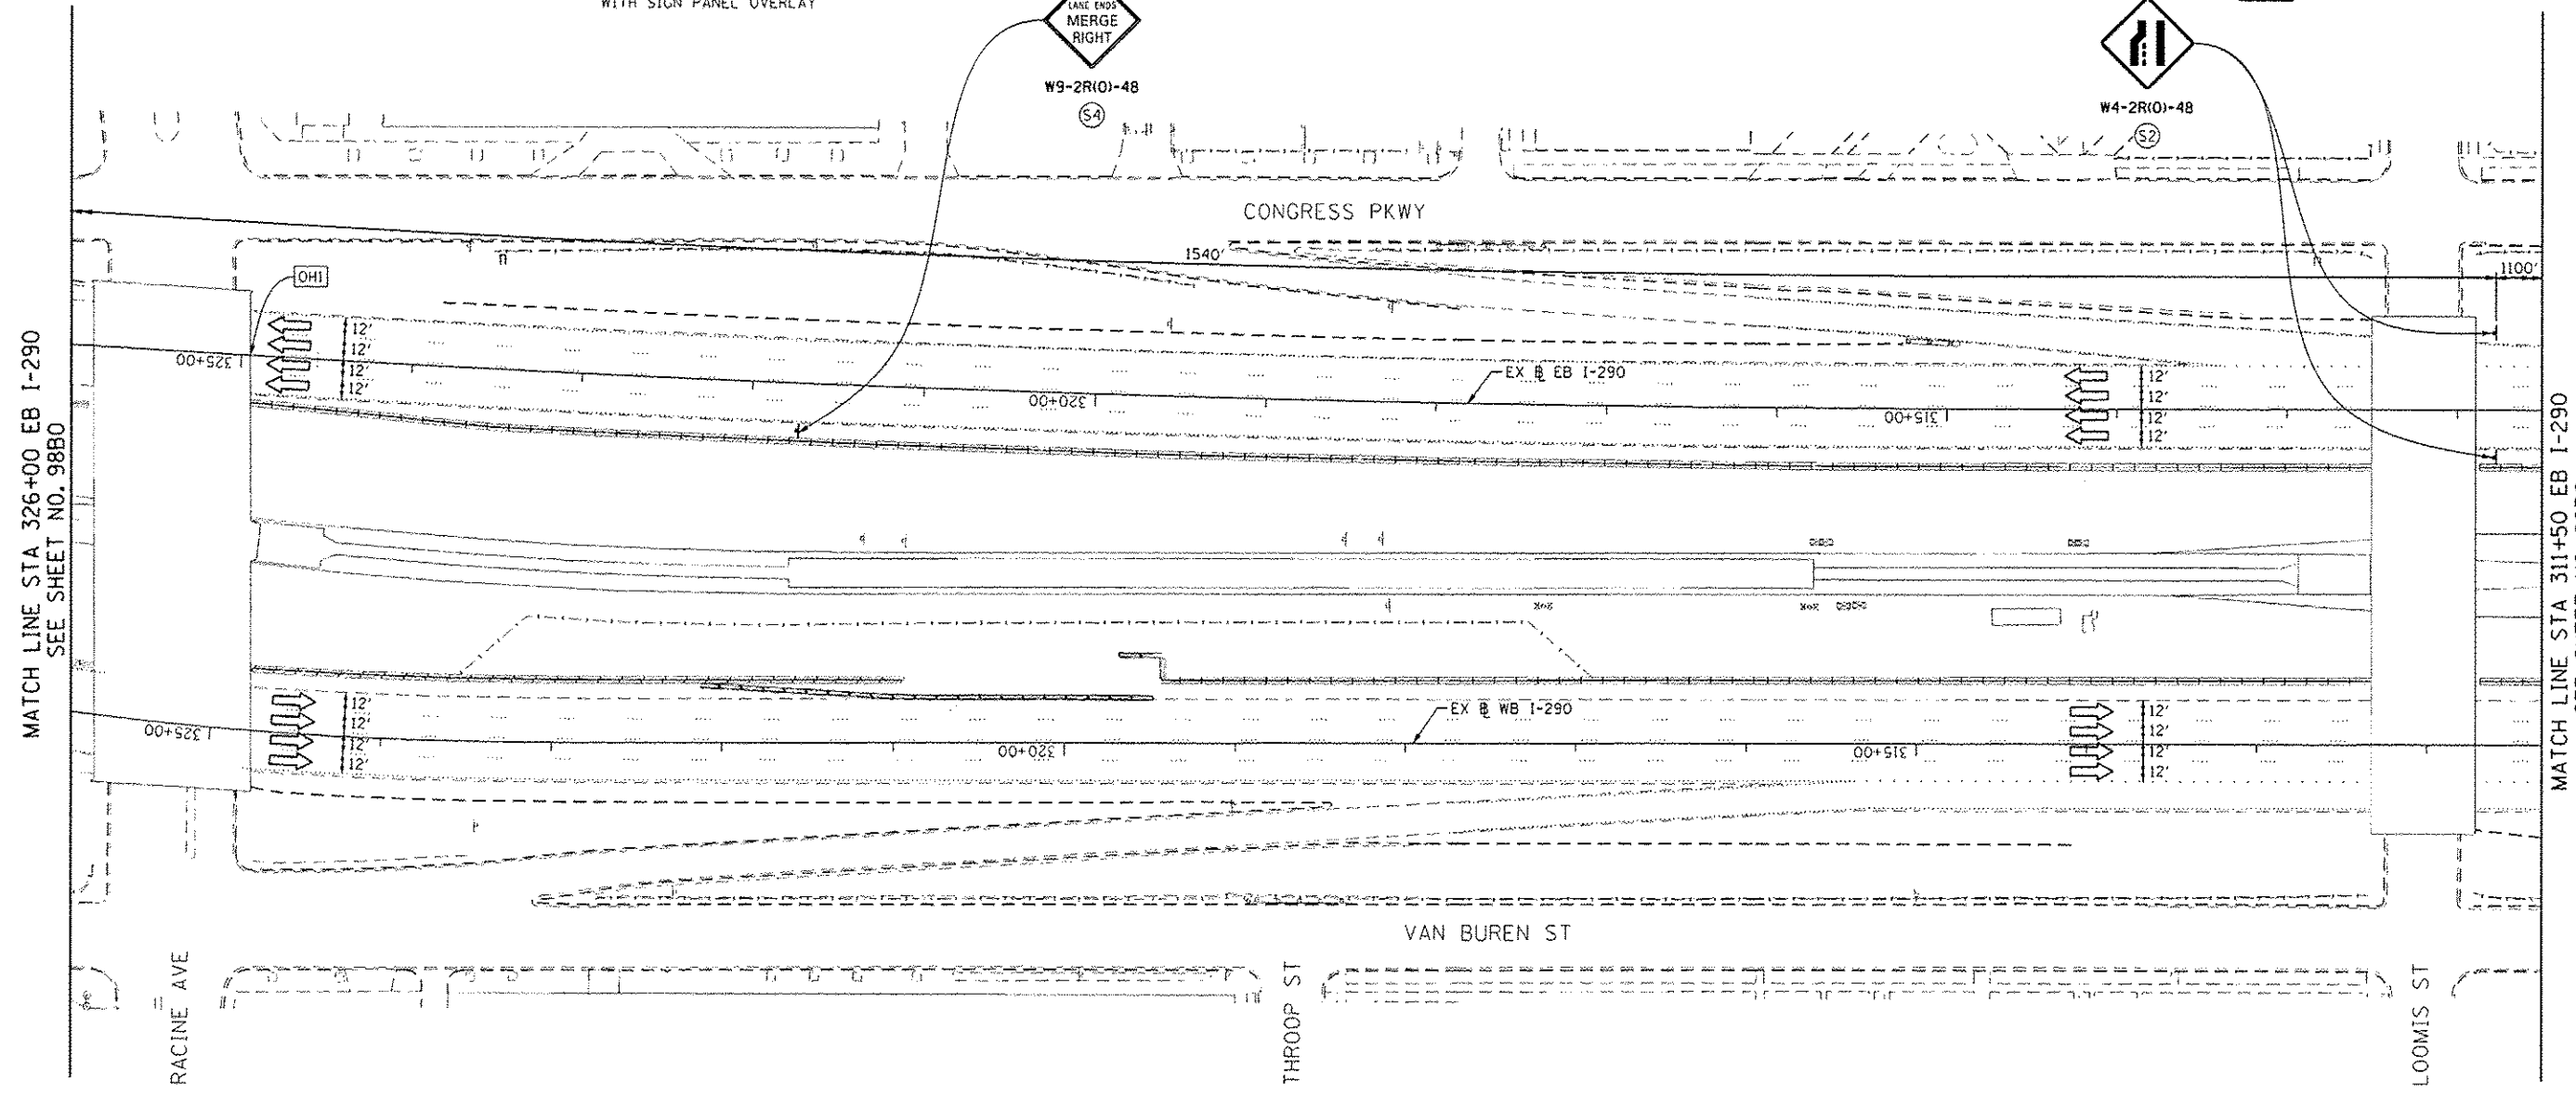 WITH SIGN PANEL OVERLAY
LANE ENDS
MERGE
RIGHT
W9-2R(O)-48
S4
W4-2R(O)-48
S2
CONGRESS PKWY
1540'
1100'
OH1
12'
12'
12'
12'
325+00
EX B EB I-290
320+00
315+00
12'
12'
12'
12'
MATCH LINE STA 326+00 EB I-290
SEE SHEET NO. 98B0
MATCH LINE STA 311+50 EB I-290
12'
12'
12'
12'
325+00
EX B WB I-290
320+00
315+00
12'
12'
12'
12'
VAN BUREN ST
RACINE AVE
THROOP ST
LOOMIS ST